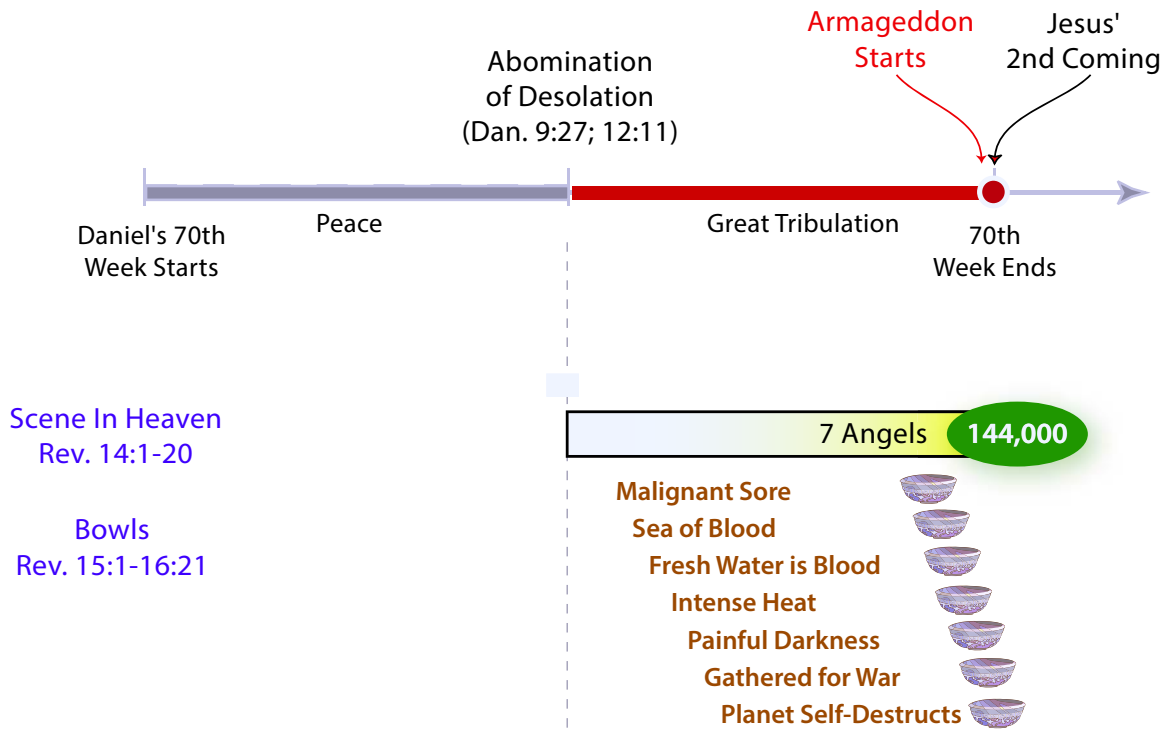 Armageddon
Starts
Jesus'
2nd Coming
Abomination
of Desolation
(Dan. 9:27; 12:11)
Daniel's 70th
Week Starts
Peace
Great Tribulation
70th
Week Ends
Scene In Heaven
Rev. 14:1-20
7 Angels
144,000
Bowls
Rev. 15:1-16:21
Malignant Sore
Sea of Blood
Fresh Water is Blood
Intense Heat
Painful Darkness
Gathered for War
Planet Self-Destructs